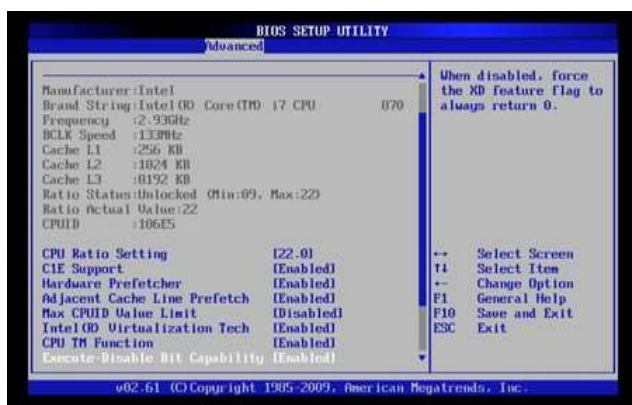 BIOS SETUP UTILITY
Advanced
Manufacturer:Intel
Brand String:Intel(R) Core(TM) i7 CPU 870
Frequency :2.93GHz
BCLK Speed :133MHz
Cache L1 :256 KB
Cache L2 :1024 KB
Cache L3 :8192 KB
Ratio Status:Unlocked (Min:09, Max:22)
Ratio Actual Value:22
CPUID :106E5
CPU Ratio Setting [22.0]
C1E Support [Enabled]
Hardware Prefetcher [Enabled]
Adjacent Cache Line Prefetch [Enabled]
Max CPUID Value Limit [Disabled]
Intel(R) Virtualization Tech [Enabled]
CPU TM Function [Enabled]
Execute-Disable Bit Capability [Enabled]
When disabled, force
the XD feature flag to
always return 0.
↔ Select Screen
↑↓ Select Item
+- Change Option
F1 General Help
F10 Save and Exit
ESC Exit
v02.61 (C)Copyright 1985-2009, American Megatrends, Inc.